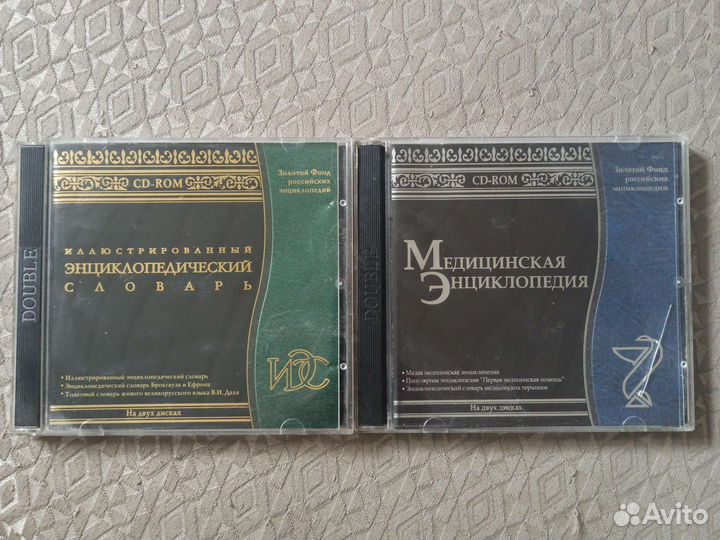 DOUBLE
CD-ROM
Золотой Фонд
российских
энциклопедий
ИЛЛЮСТРИРОВАННЫЙ
ЭНЦИКЛОПЕДИЧЕСКИЙ
СЛОВАРЬ
• Иллюстрированный энциклопедический словарь
• Энциклопедический словарь Брокгауза и Ефрона
• Толковый словарь живого великорусского языка В.И. Даля
ИЭС
На двух дисках
DOUBLE
CD-ROM
Золотой Фонд
российских
энциклопедий
МЕДИЦИНСКАЯ
ЭНЦИКЛОПЕДИЯ
• Малая медицинская энциклопедия
• Популярная энциклопедия "Первая медицинская помощь"
• Энциклопедический словарь медицинских терминов
На двух дисках
Avito